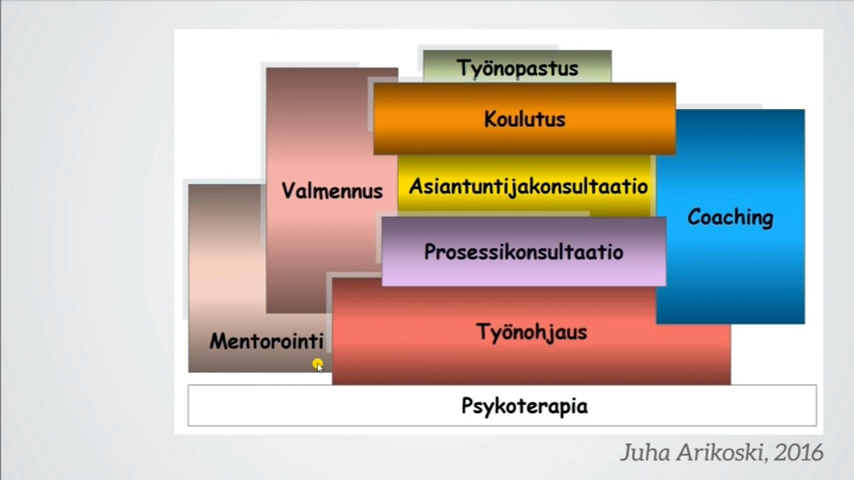 Työnopastus
Koulutus
Valmennus
Asiantuntijakonsultaatio
Coaching
Prosessikonsultaatio
Työnohjaus
Mentorointi
Psykoterapia
Juha Arikoski, 2016